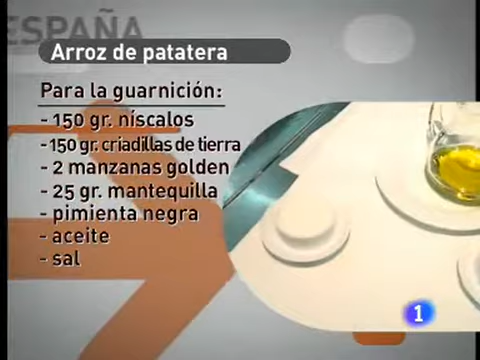 ESPAÑA
Arroz de patatera
Para la guarnición:
- 150 gr. níscalos
- 150 gr. criadillas de tierra
- 2 manzanas golden
- 25 gr. mantequilla
- pimienta negra
- aceite
- sal
1